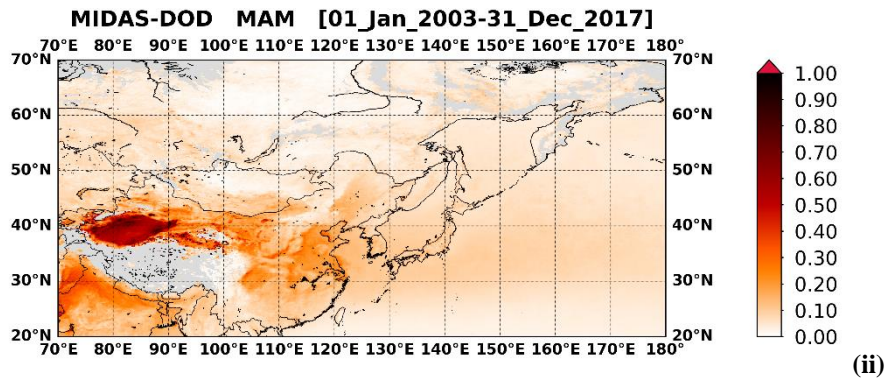 MIDAS-DOD MAM [01_Jan_2003-31_Dec_2017]
70°E 80°E 90°E 100°E 110°E 120°E 130°E 140°E 150°E 160°E 170°E 180°
70°N 70°N
60°N 60°N
50°N 50°N
40°N 40°N
30°N 30°N
20°N 20°N
70°E 80°E 90°E 100°E 110°E 120°E 130°E 140°E 150°E 160°E 170°E 180°
1.00
0.90
0.80
0.70
0.60
0.50
0.40
0.30
0.20
0.10
0.00
(ii)